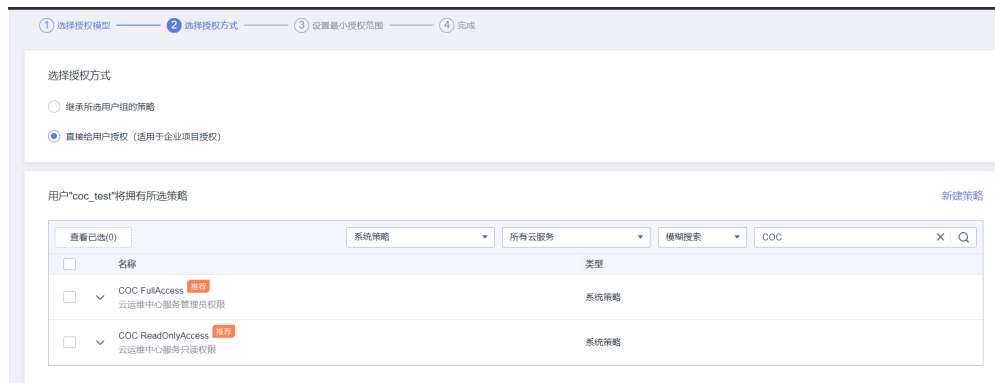 1 选择授权模型 2 选择授权方式 3 设置最小授权范围 4 完成
选择授权方式
继承所选用户组的策略
直接给用户授权（适用于企业项目授权）
用户"coc_test"将拥有所选策略 新建策略
查看已选(0) 系统策略 所有云服务 模糊搜索 COC
名称 类型
COC FullAccess 推荐 系统策略
云运维中心服务管理员权限
COC ReadOnlyAccess 推荐 系统策略
云运维中心服务只读权限